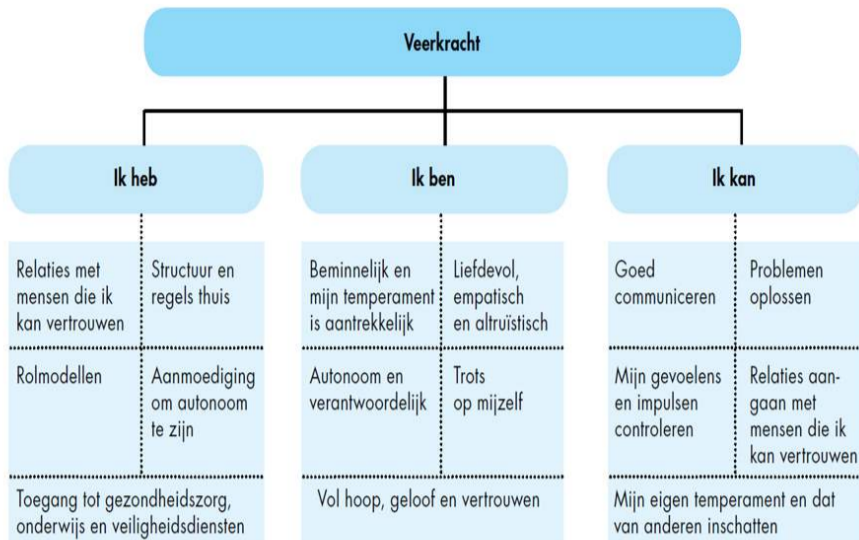 Veerkracht
Ik heb
Ik ben
Ik kan
Relaties met
mensen die ik
kan vertrouwen
Structuur en
regels thuis
Rolmodellen
Aanmoediging
om autonoom
te zijn
Toegang tot gezondheidszorg,
onderwijs en veiligheidsdiensten
Beminnelijk en
mijn temperament
is aantrekkelijk
Liefdevol,
empatisch
en altruïstisch
Autonoom en
verantwoordelijk
Trots
op mijzelf
Vol hoop, geloof en vertrouwen
Goed
communiceren
Problemen
oplossen
Mijn gevoelens
en impulsen
controleren
Relaties aan-
gaan met
mensen die ik
kan vertrouwen
Mijn eigen temperament en dat
van anderen inschatten